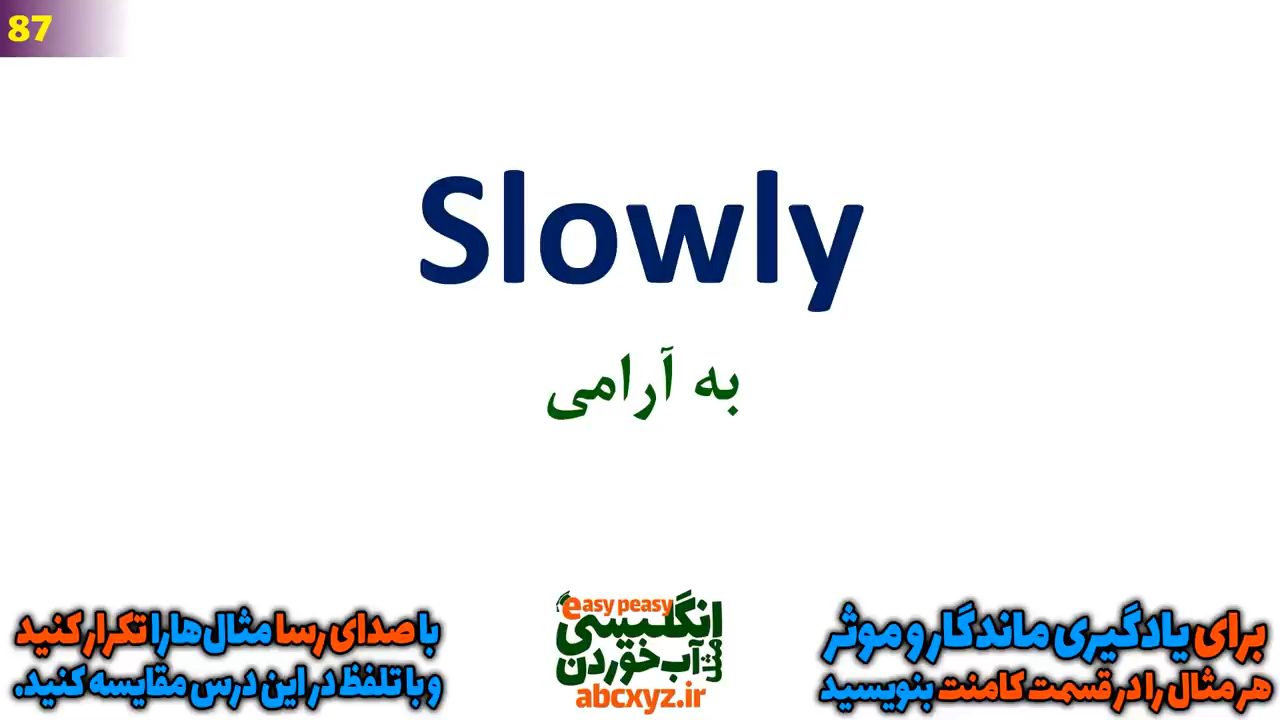 87
Slowly
به آرامی
با صدای رسا مثال‌ها را تکرار کنید
و با تلفظ در این درس مقایسه کنید.
easy peasy
انگلیسی
مثل
آب خوردن
abcxyz.ir
برای یادگیری ماندگار و موثر
هر مثال را در قسمت کامنت بنویسید